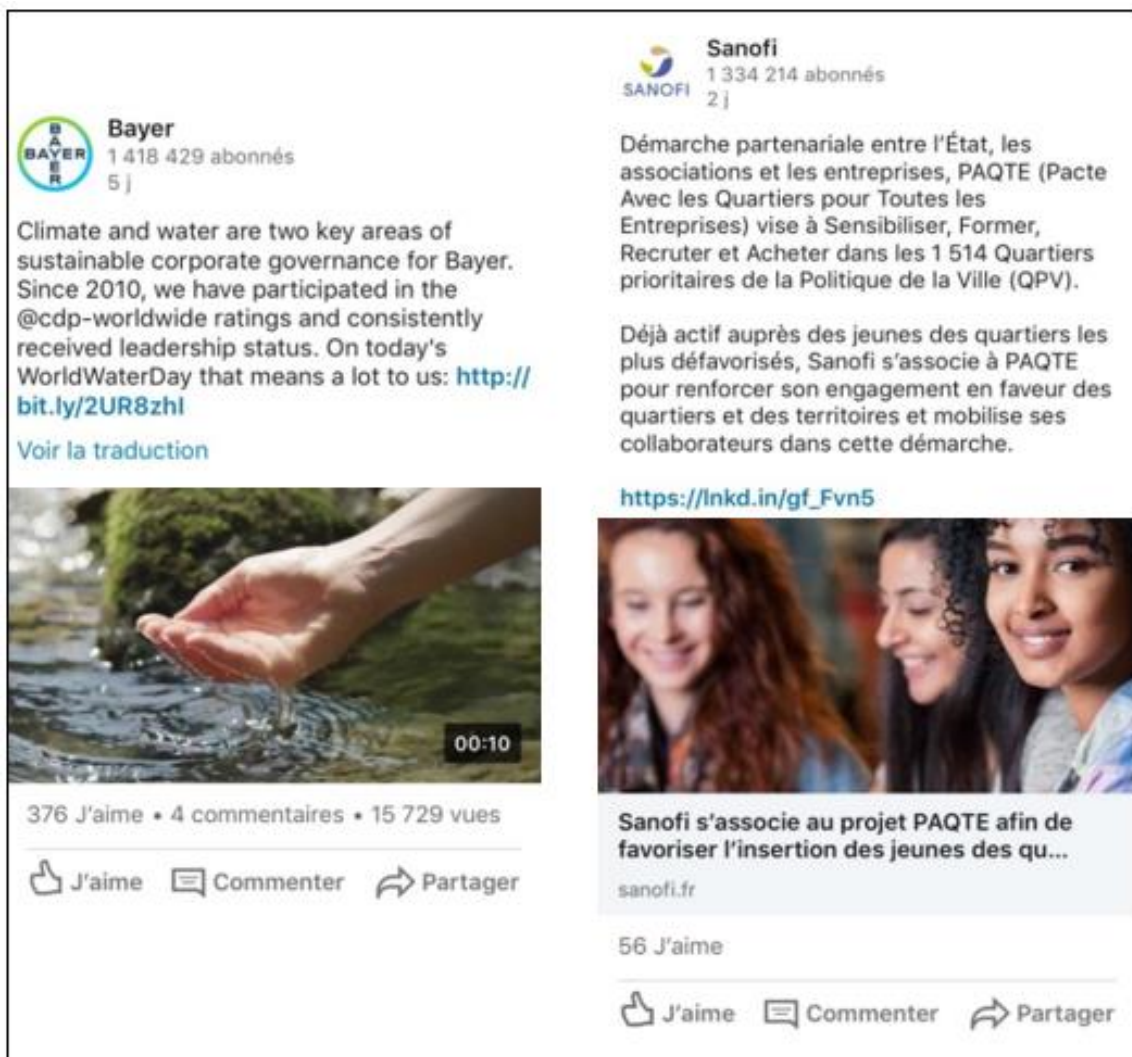 BAYER
BAYER
Bayer
1 418 429 abonnés
5 j
Climate and water are two key areas of
sustainable corporate governance for Bayer.
Since 2010, we have participated in the
@cdp-worldwide ratings and consistently
received leadership status. On today's
WorldWaterDay that means a lot to us: http://
bit.ly/2UR8zhI
Voir la traduction
00:10
376 J'aime • 4 commentaires • 15 729 vues
J'aime Commenter Partager
SANOFI
Sanofi
1 334 214 abonnés
2 j
Démarche partenariale entre l'État, les
associations et les entreprises, PAQTE (Pacte
Avec les Quartiers pour Toutes les
Entreprises) vise à Sensibiliser, Former,
Recruter et Acheter dans les 1 514 Quartiers
prioritaires de la Politique de la Ville (QPV).
Déjà actif auprès des jeunes des quartiers les
plus défavorisés, Sanofi s'associe à PAQTE
pour renforcer son engagement en faveur des
quartiers et des territoires et mobilise ses
collaborateurs dans cette démarche.
https://lnkd.in/gf_Fvn5
Sanofi s'associe au projet PAQTE afin de
favoriser l'insertion des jeunes des qu...
sanofi.fr
56 J'aime
J'aime Commenter Partager